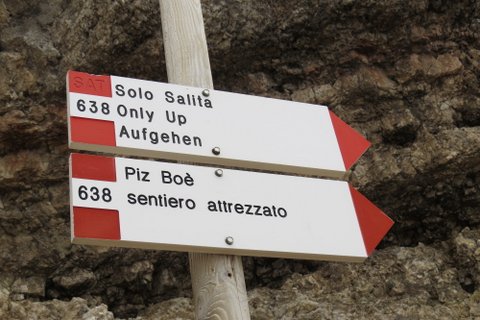 SAT Solo Salita
638 Only Up
Aufgehen
Piz Boè
638 sentiero attrezzato